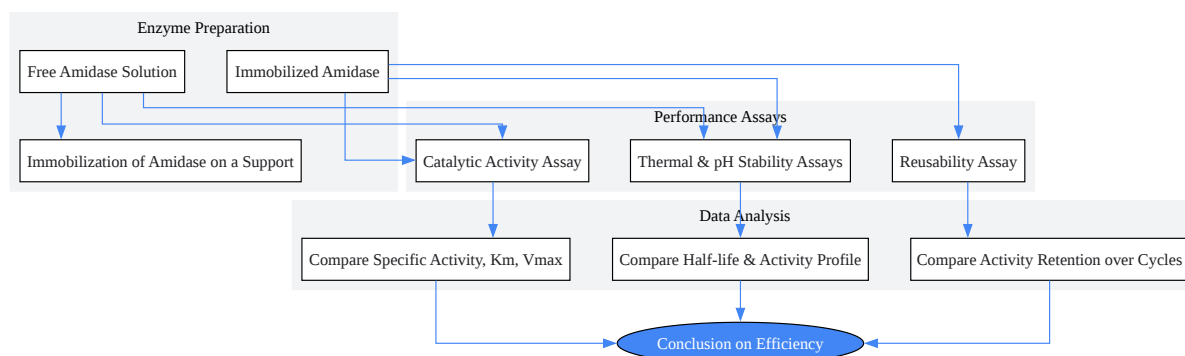 Enzyme Preparation
Free Amidase Solution
Immobilized Amidase
Performance Assays
Immobilization of Amidase on a Support
Catalytic Activity Assay
Thermal & pH Stability Assays
Reusability Assay
Data Analysis
Compare Specific Activity, Km, Vmax
Compare Half-life & Activity Profile
Compare Activity Retention over Cycles
Conclusion on Efficiency